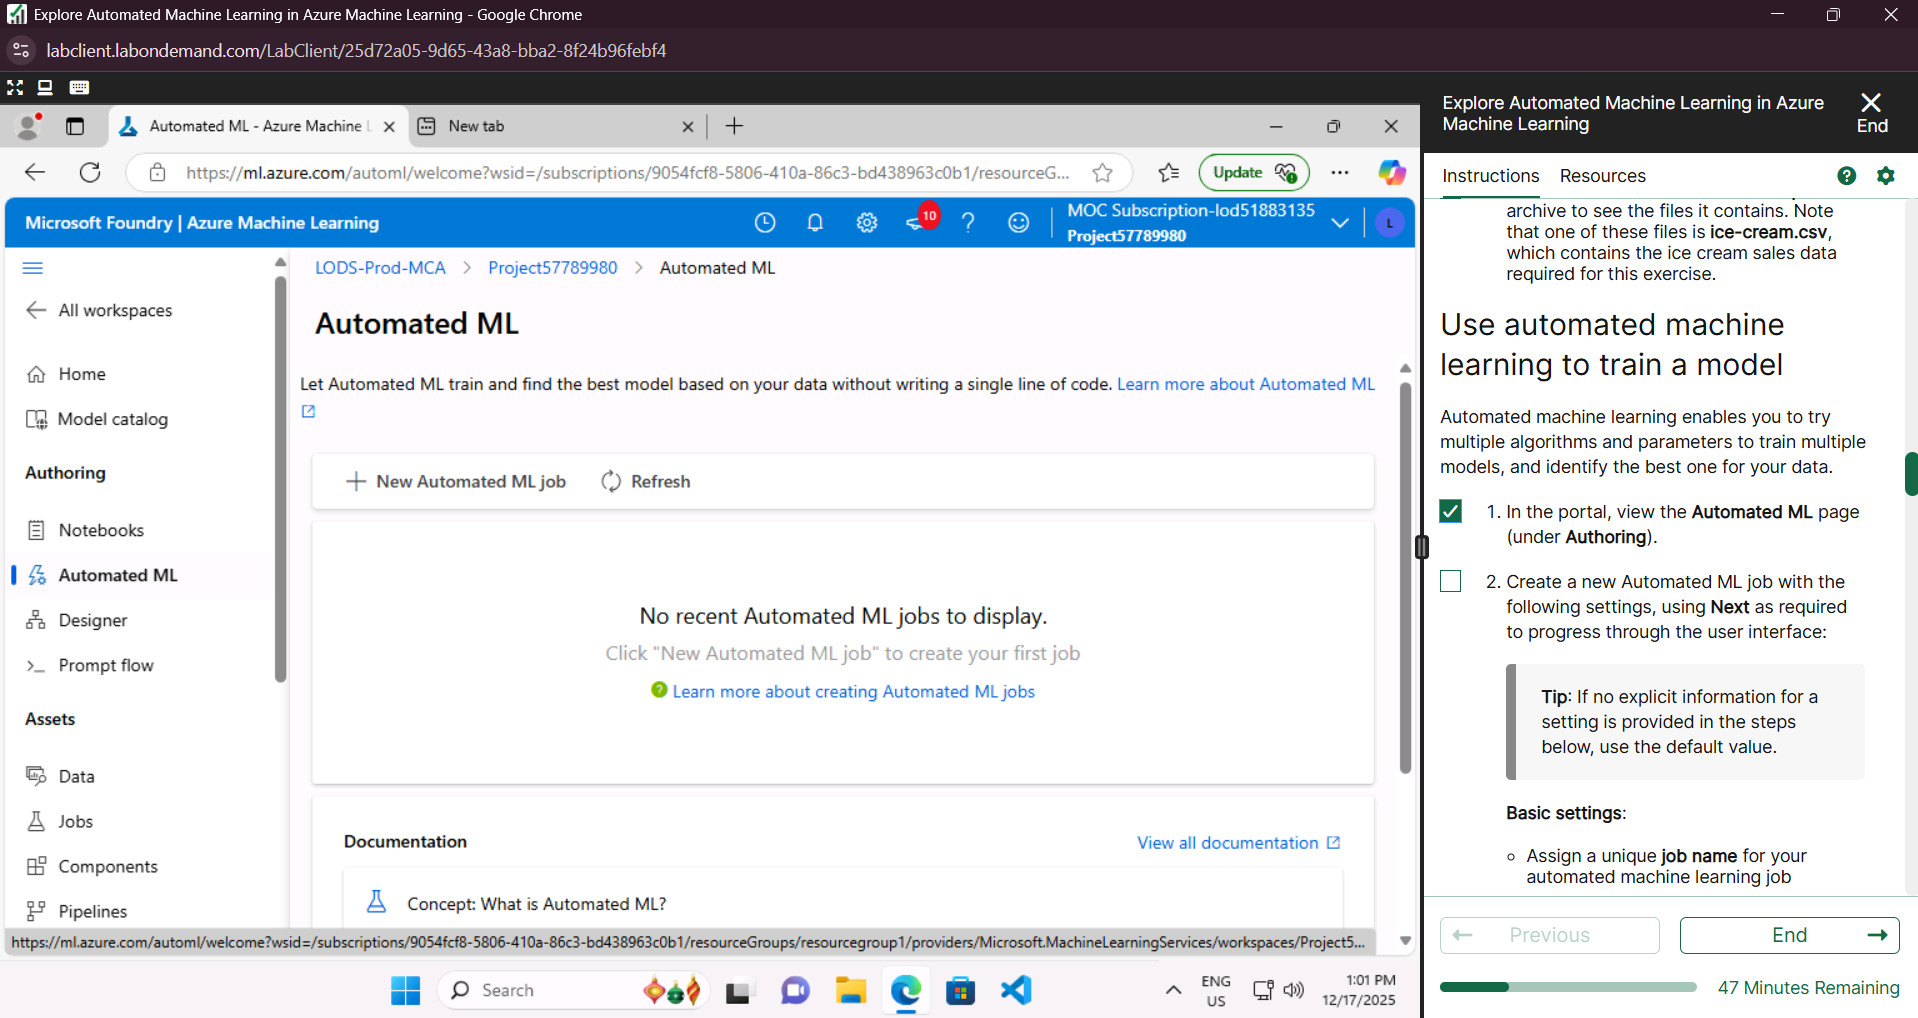 Explore Automated Machine Learning in Azure Machine Learning - Google Chrome
labclient.labondemand.com/LabClient/25d72a05-9d65-43a8-bba2-8f24b96febf4
Automated ML - Azure Machine L
New tab
https://ml.azure.com/automl/welcome?wsid=/subscriptions/9054fcf8-5806-410a-86c3-bd438963c0b1/resourceG...
Update
Microsoft Foundry | Azure Machine Learning
10
MOC Subscription-lod51883135
Project57789980
L
All workspaces
Home
Model catalog
Authoring
Notebooks
Automated ML
Designer
Prompt flow
Assets
Data
Jobs
Components
Pipelines
LODS-Prod-MCA > Project57789980 > Automated ML
Automated ML
Let Automated ML train and find the best model based on your data without writing a single line of code. Learn more about Automated ML
New Automated ML job
Refresh
No recent Automated ML jobs to display.
Click "New Automated ML job" to create your first job
Learn more about creating Automated ML jobs
Documentation
View all documentation
Concept: What is Automated ML?
https://ml.azure.com/automl/welcome?wsid=/subscriptions/9054fcf8-5806-410a-86c3-bd438963c0b1/resourceGroups/resourcegroup1/providers/Microsoft.MachineLearningServices/workspaces/Project5...
Search
ENG
US
1:01 PM
12/17/2025
Explore Automated Machine Learning in Azure
Machine Learning
End
Instructions
Resources
archive to see the files it contains. Note
that one of these files is ice-cream.csv,
which contains the ice cream sales data
required for this exercise.
Use automated machine
learning to train a model
Automated machine learning enables you to try
multiple algorithms and parameters to train multiple
models, and identify the best one for your data.
1. In the portal, view the Automated ML page
(under Authoring).
2. Create a new Automated ML job with the
following settings, using Next as required
to progress through the user interface:
Tip: If no explicit information for a
setting is provided in the steps
below, use the default value.
Basic settings:
Assign a unique job name for your
automated machine learning job
Previous
End
47 Minutes Remaining